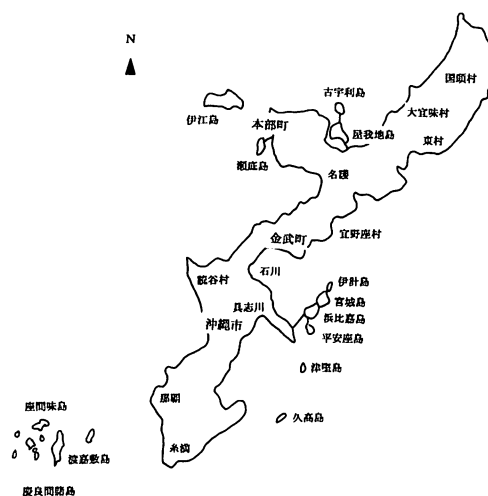 N
国頭村
古宇利島
大宜味村
伊江島
本部町
屋我地島
東村
瀬底島
名護
金武町
宜野座村
読谷村
石川
伊計島
宮城島
具志川
浜比嘉島
沖縄市
平安座島
津堅島
那覇
座間味島
久高島
糸満
渡嘉敷島
慶良間諸島